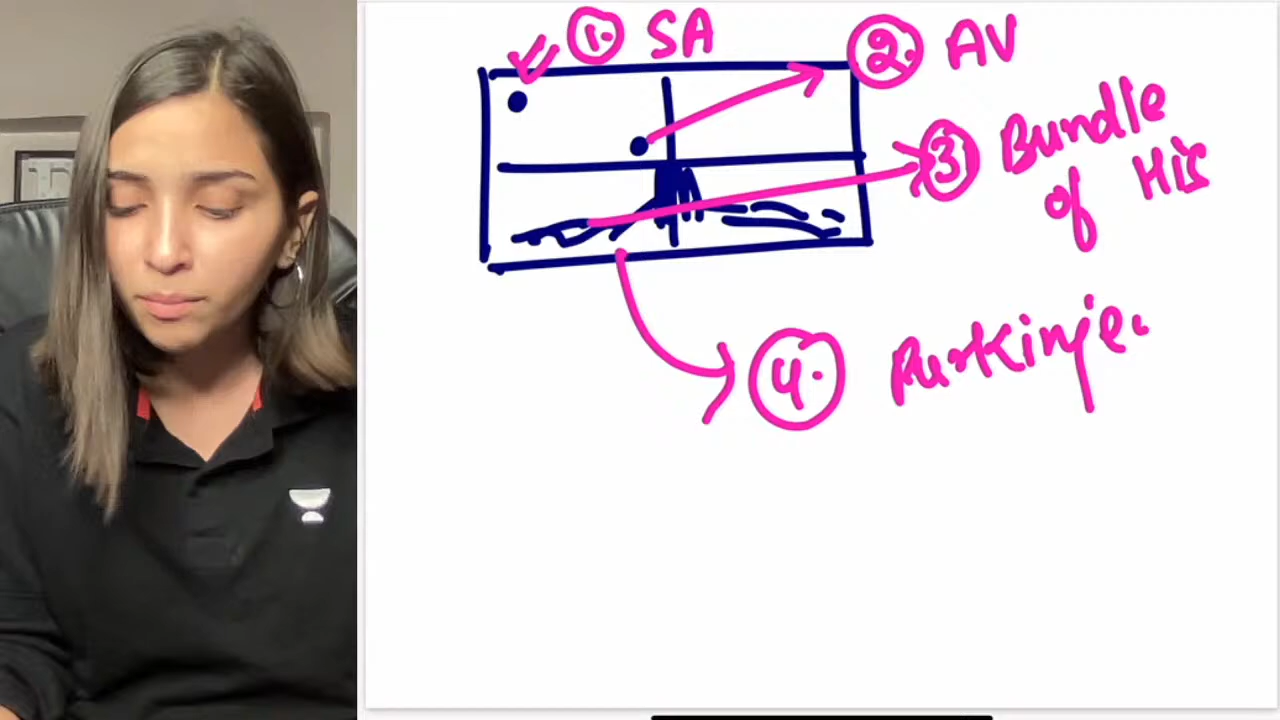 1. SA
2. AV
3 Bundle
of His
4. Purkinje.